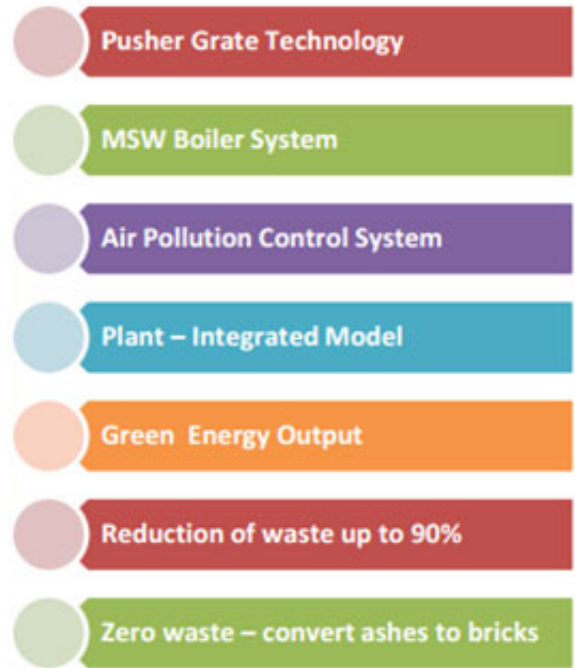 Pusher Grate Technology
MSW Boiler System
Air Pollution Control System
Plant – Integrated Model
Green Energy Output
Reduction of waste up to 90%
Zero waste – convert ashes to bricks